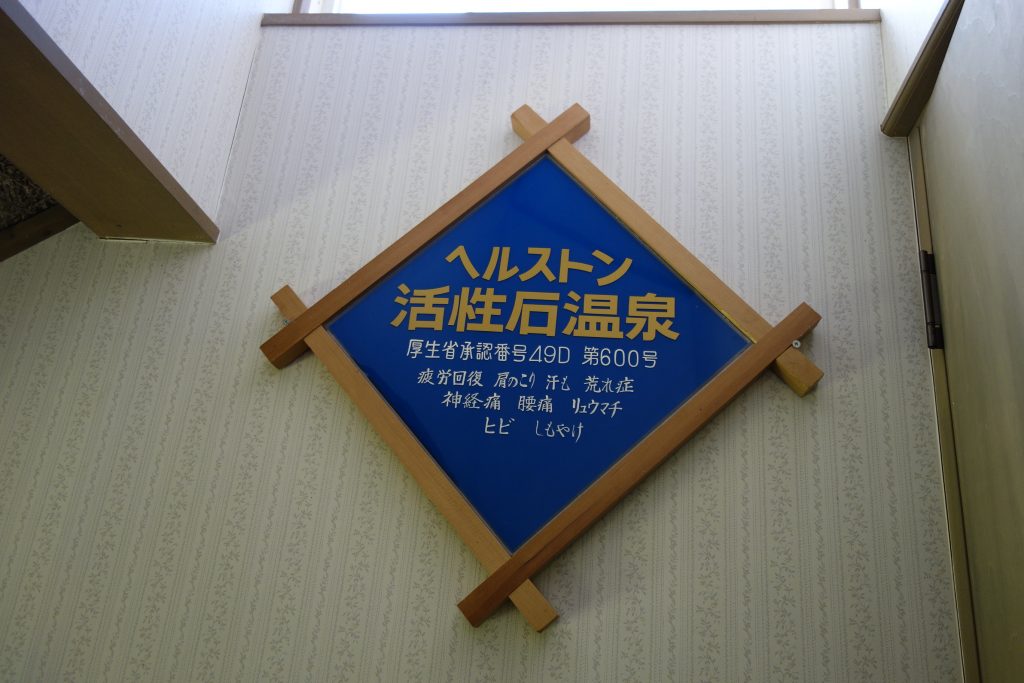 ヘルストン
活性石温泉
厚生省承認番号49D 第600号
疲労回復 肩のこり 汗も 荒れ症
神経痛 腰痛 リュウマチ
ヒビ しもやけ